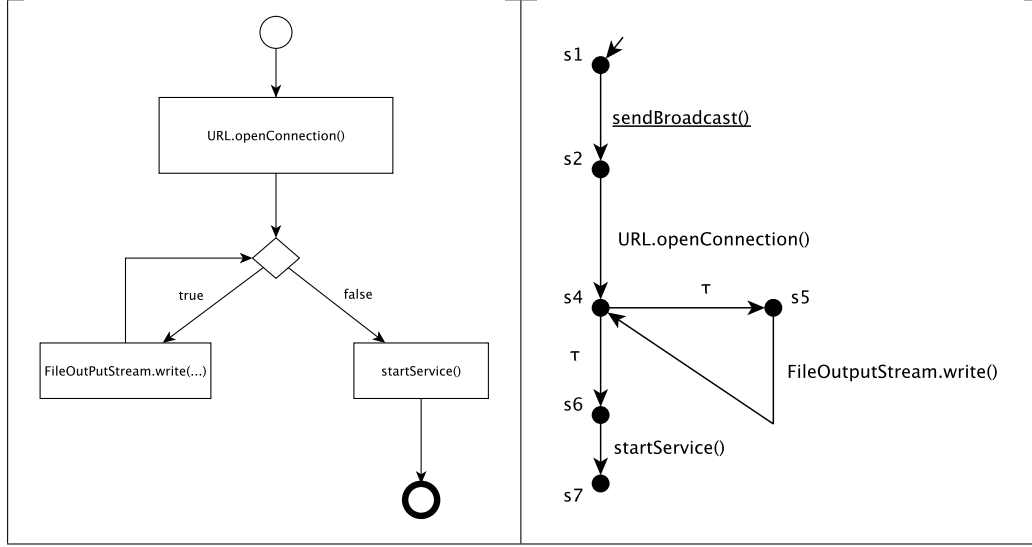 URL.openConnection()
true
false
FileOutPutStream.write(...)
startService()
s1
sendBroadcast()
s2
URL.openConnection()
s4
τ
s5
τ
FileOutputStream.write()
s6
startService()
s7